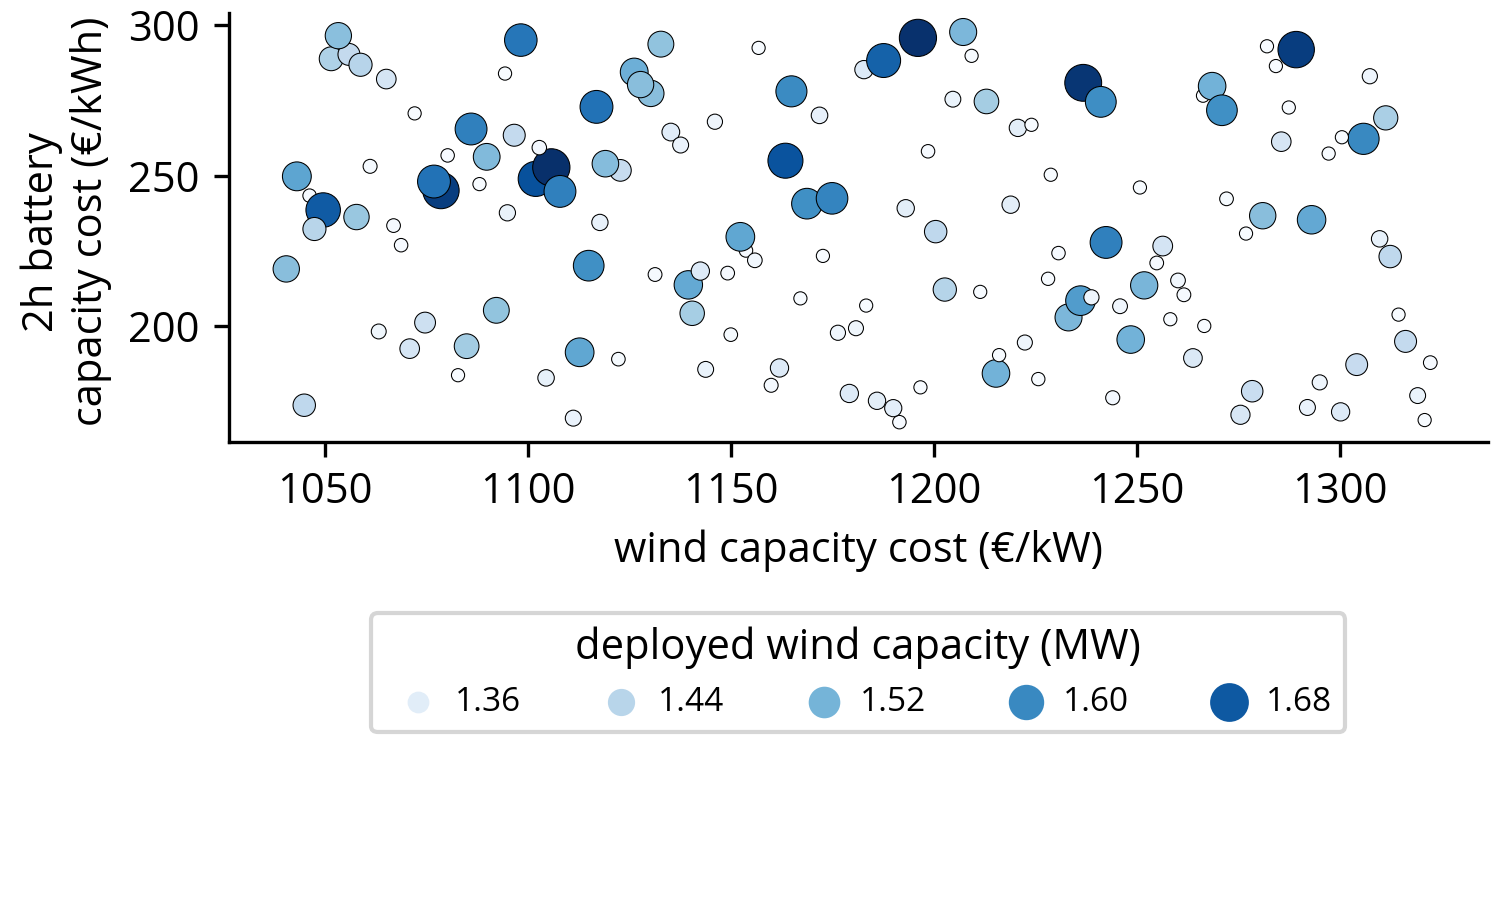 300
250
200
2h battery
capacity cost (€/kWh)
1050 1100 1150 1200 1250 1300
wind capacity cost (€/kW)
deployed wind capacity (MW)
1.36 1.44 1.52 1.60 1.68